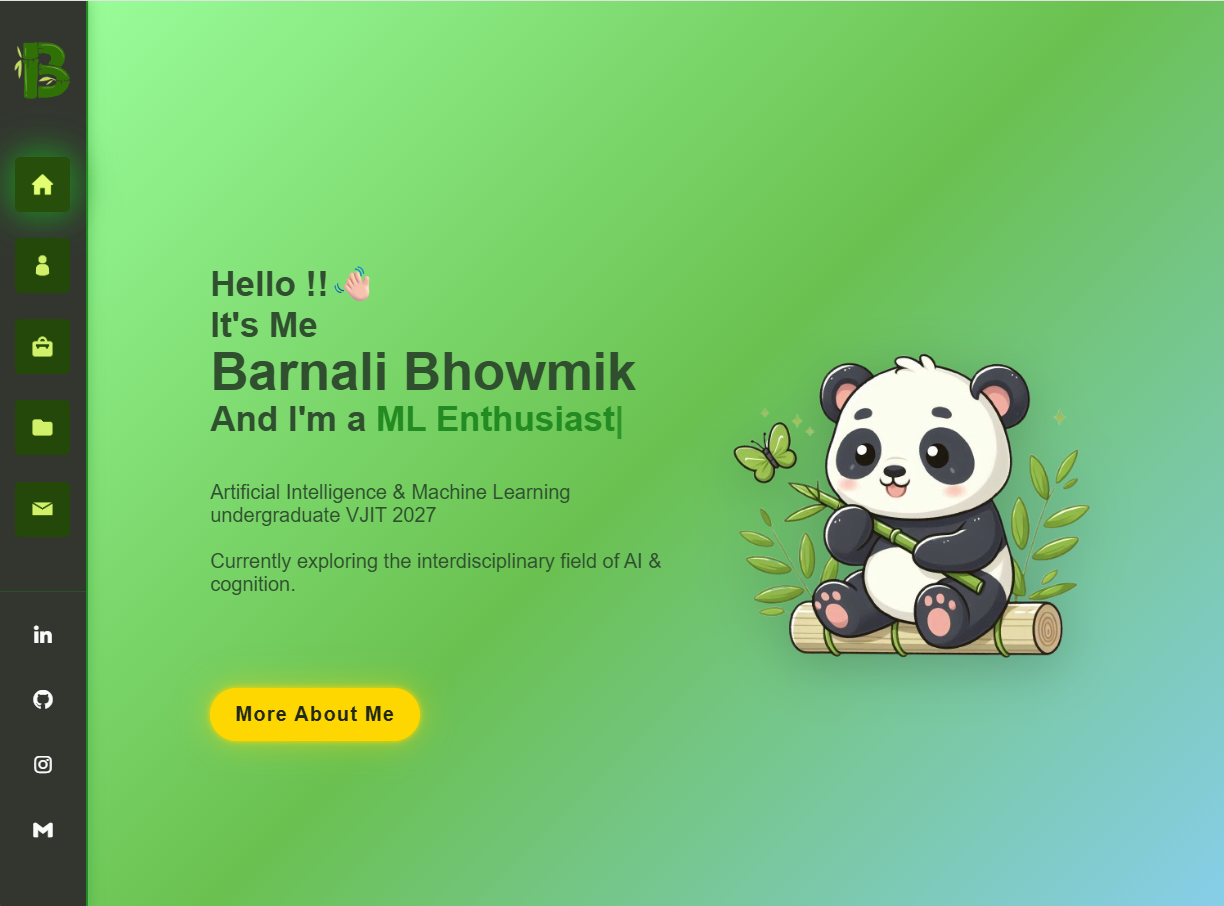 B
Hello !! 👋
It's Me
Barnali Bhowmik
And I'm a ML Enthusiast|
Artificial Intelligence & Machine Learning
undergraduate VJIT 2027
Currently exploring the interdisciplinary field of AI &
cognition.
More About Me